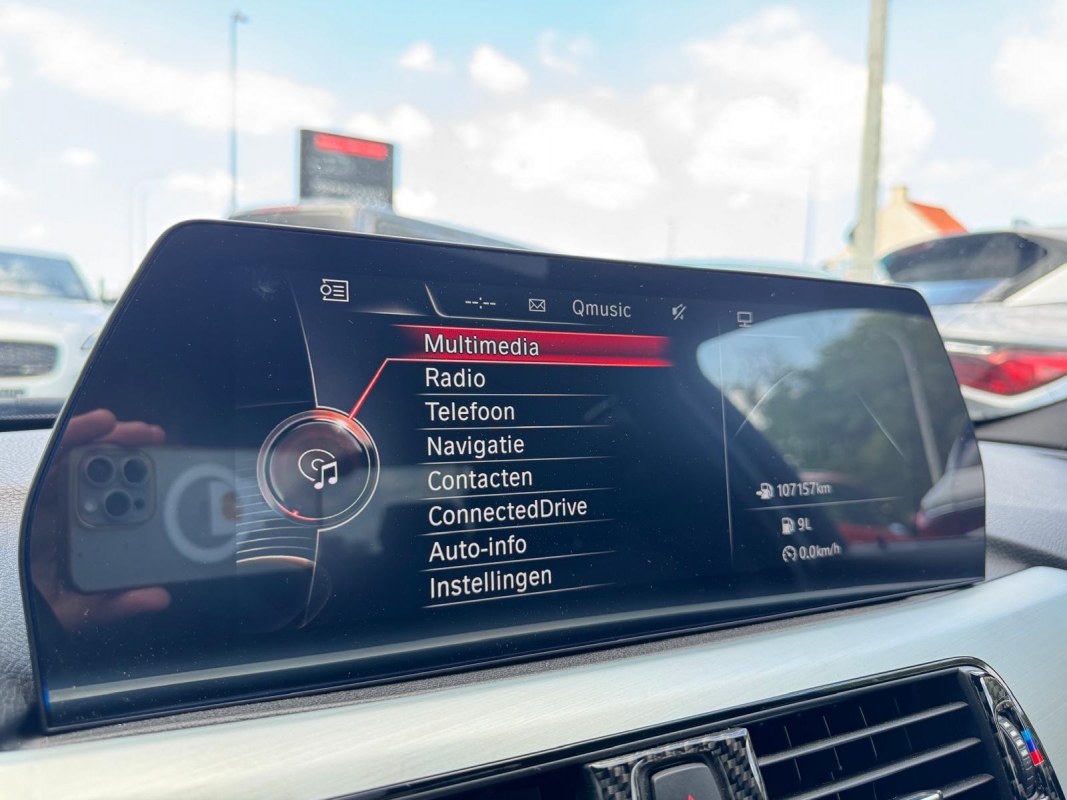 --:-- Qmusic
Multimedia
Radio
Telefoon
Navigatie
Contacten
ConnectedDrive
Auto-info
Instellingen
107157km
9L
0.0km/h